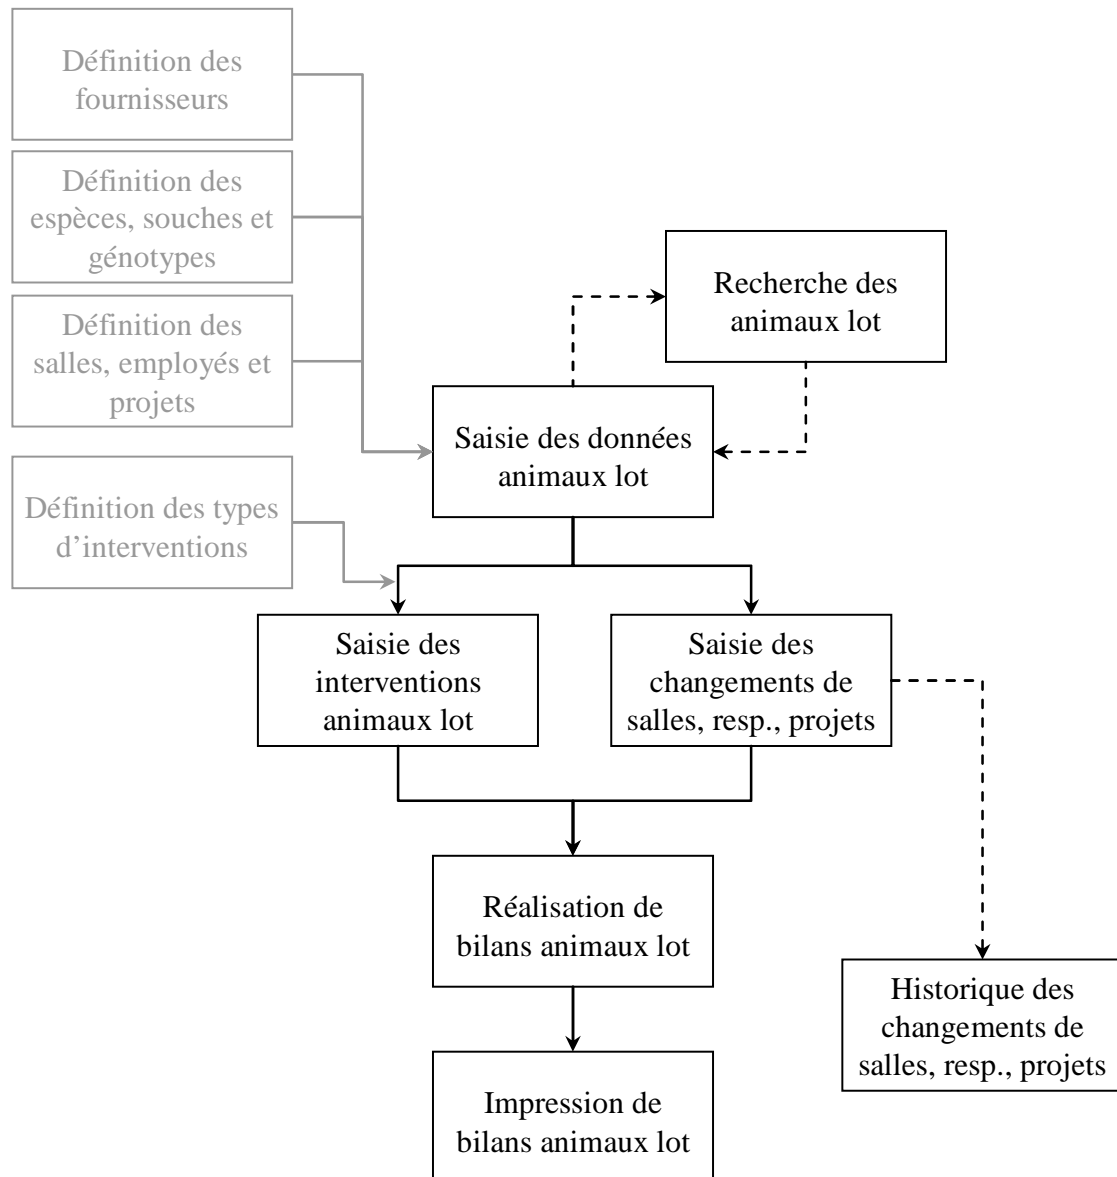 Définition des
fournisseurs
Définition des
espèces, souches et
génotypes
Recherche des
animaux lot
Définition des
salles, employés et
projets
Saisie des données
animaux lot
Définition des types
d’interventions
Saisie des
interventions
animaux lot
Saisie des
changements de
salles, resp., projets
Réalisation de
bilans animaux lot
Historique des
changements de
salles, resp., projets
Impression de
bilans animaux lot